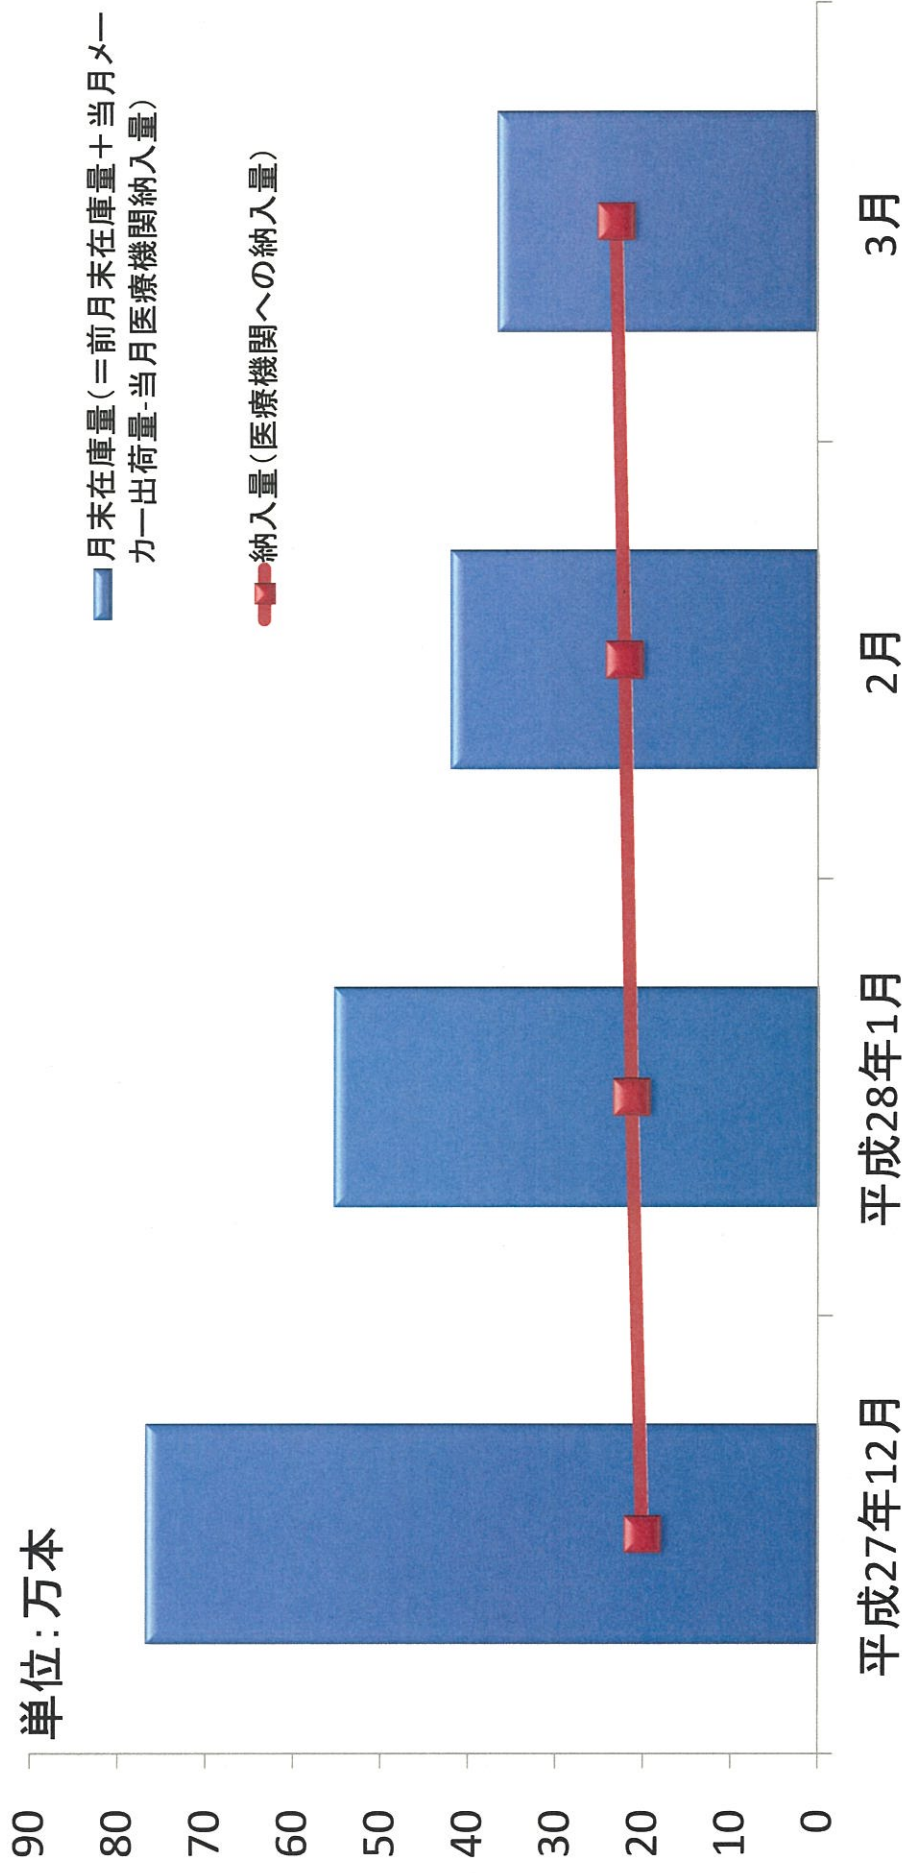 単位:万本
月末在庫量(=前月末在庫量+当月メー
カー出荷量-当月医療機関納入量)
納入量(医療機関への納入量)
90
80
70
60
50
40
30
20
10
0
平成27年12月
平成28年1月
2月
3月